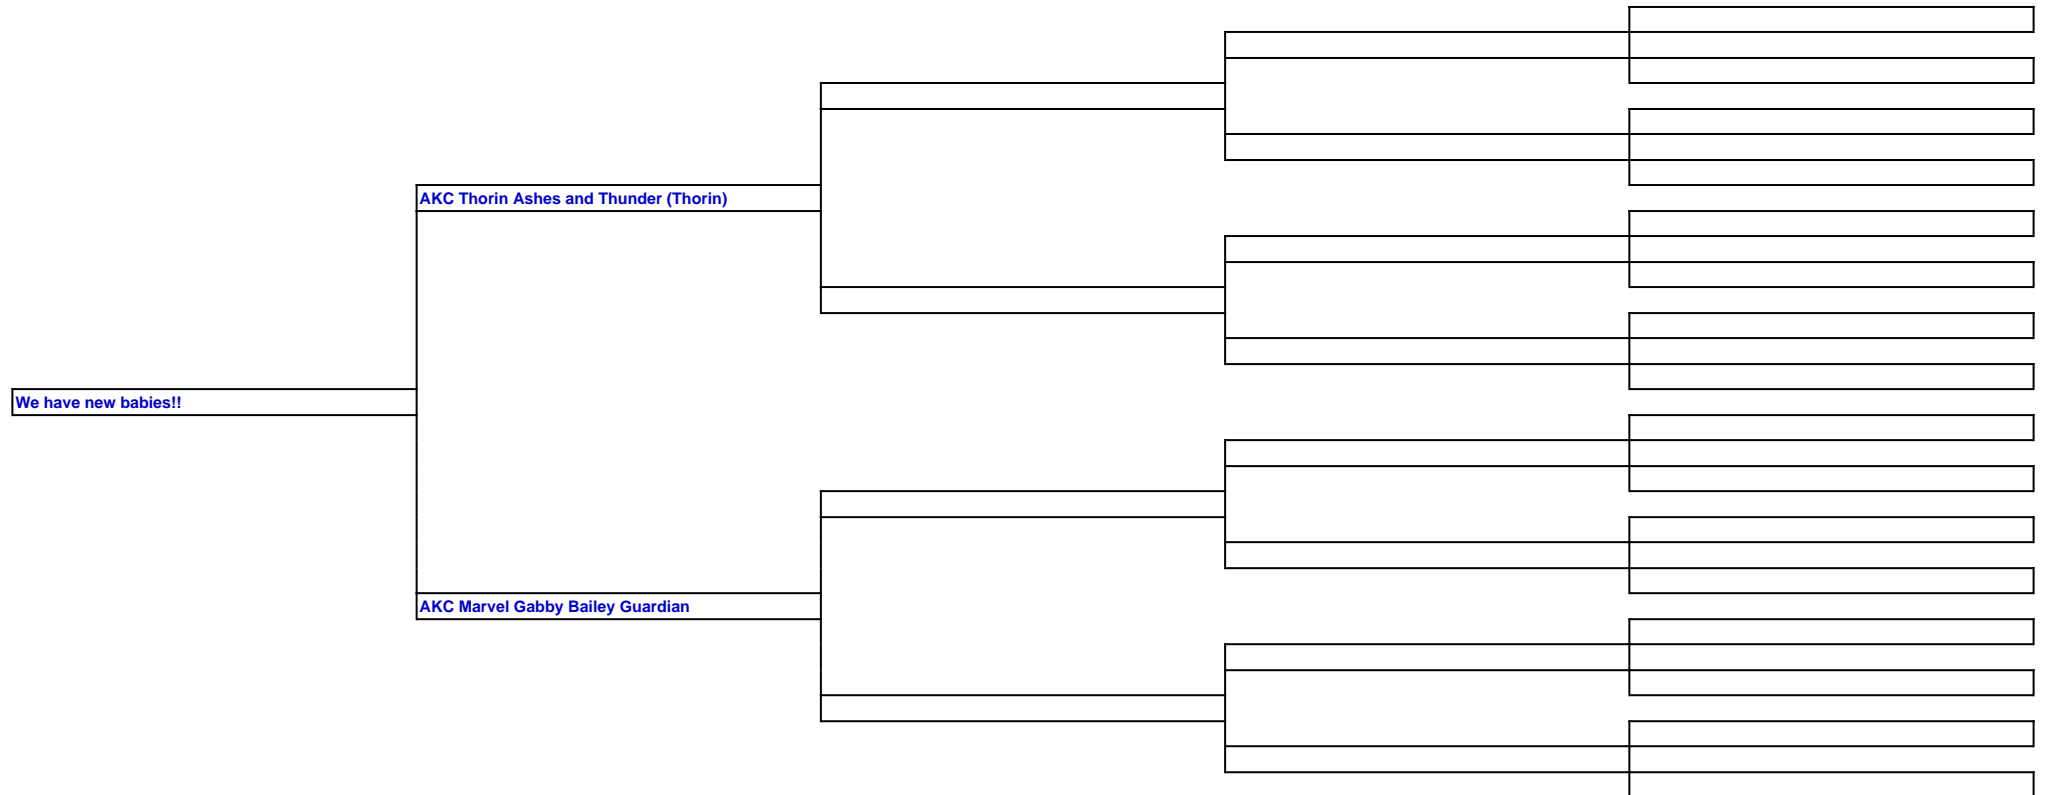 AKC Thorin Ashes and Thunder (Thorin)
We have new babies!!
AKC Marvel Gabby Bailey Guardian